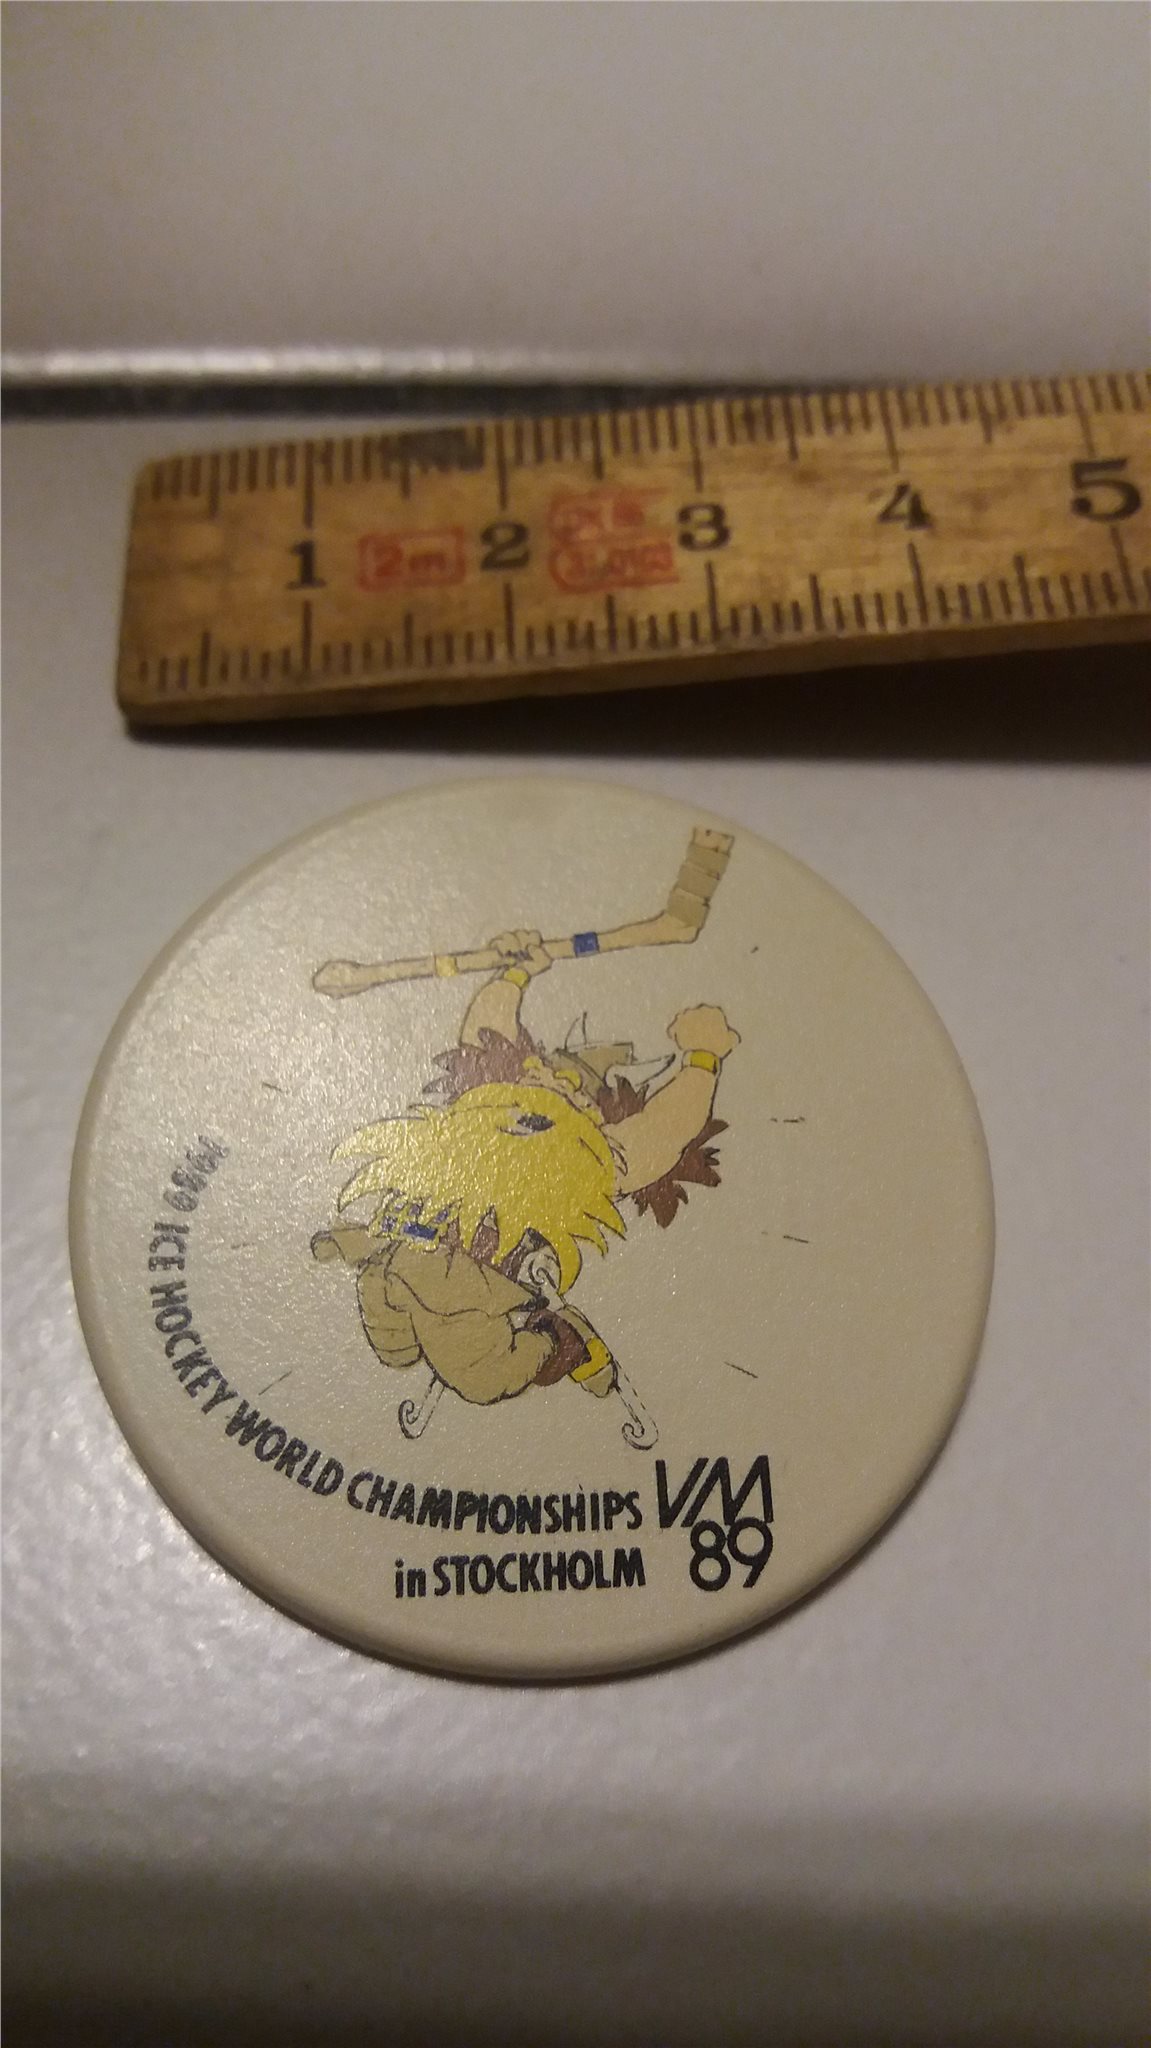 1 2m 2 3 4 5
1989 ICE HOCKEY WORLD CHAMPIONSHIPS
in STOCKHOLM
VM
89